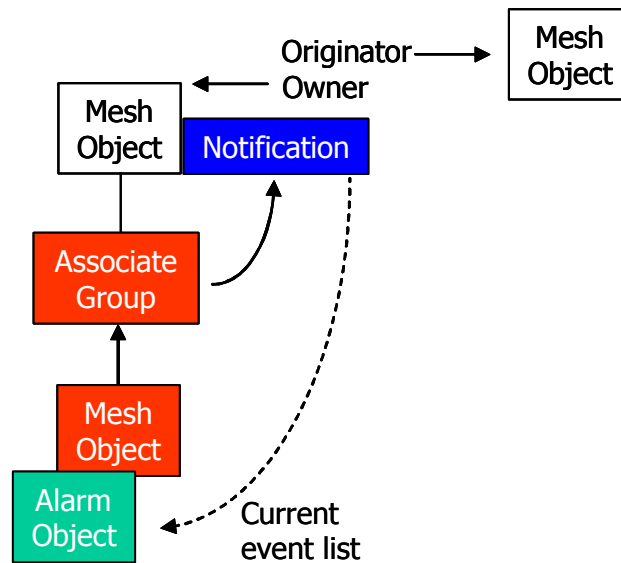 Mesh
Object
Originator
Owner
Mesh
Object
Notification
Associate
Group
Mesh
Object
Alarm
Object
Current
event list